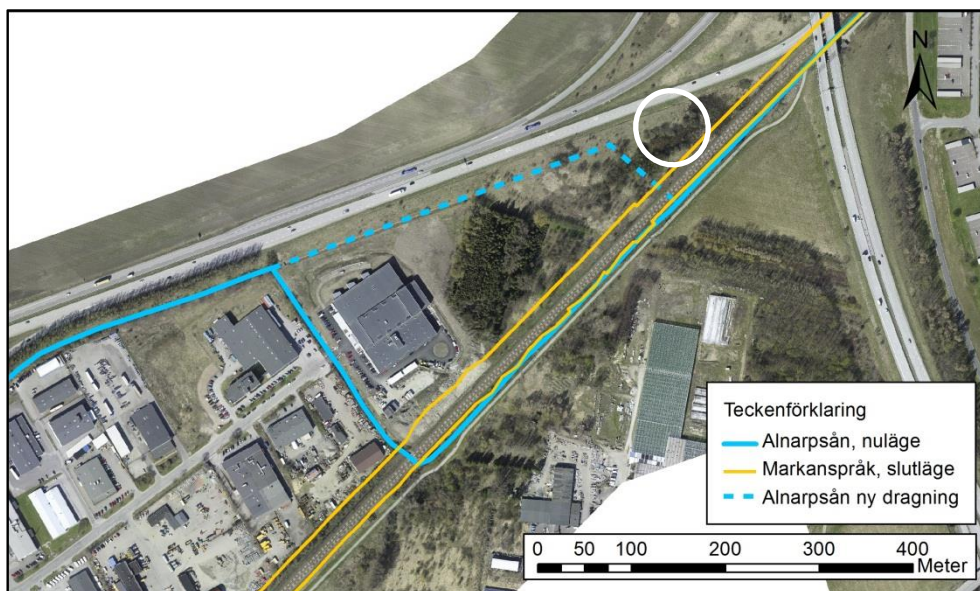 N
Teckenförklaring
Alnarpsån, nuläge
Markanspråk, slutläge
Alnarpsån ny dragning
0 50 100 200 300 400
Meter